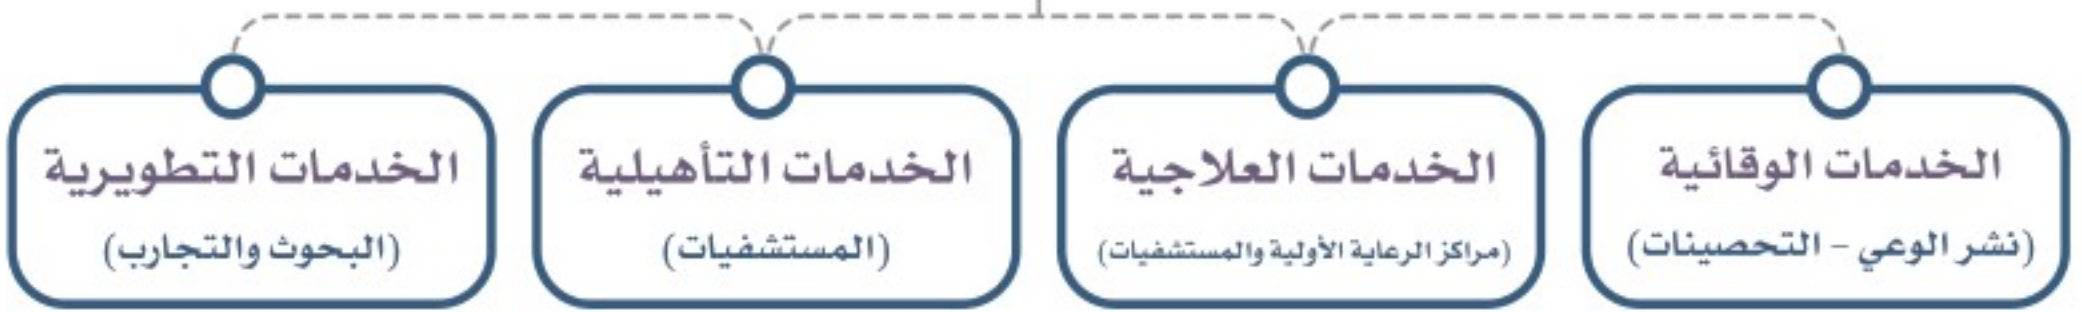 الخدمات الوقائية
(نشر الوعي – التحصينات)
الخدمات العلاجية
(مراكز الرعاية الأولية والمستشفيات)
الخدمات التأهيلية
(المستشفيات)
الخدمات التطويرية
(البحوث والتجارب)